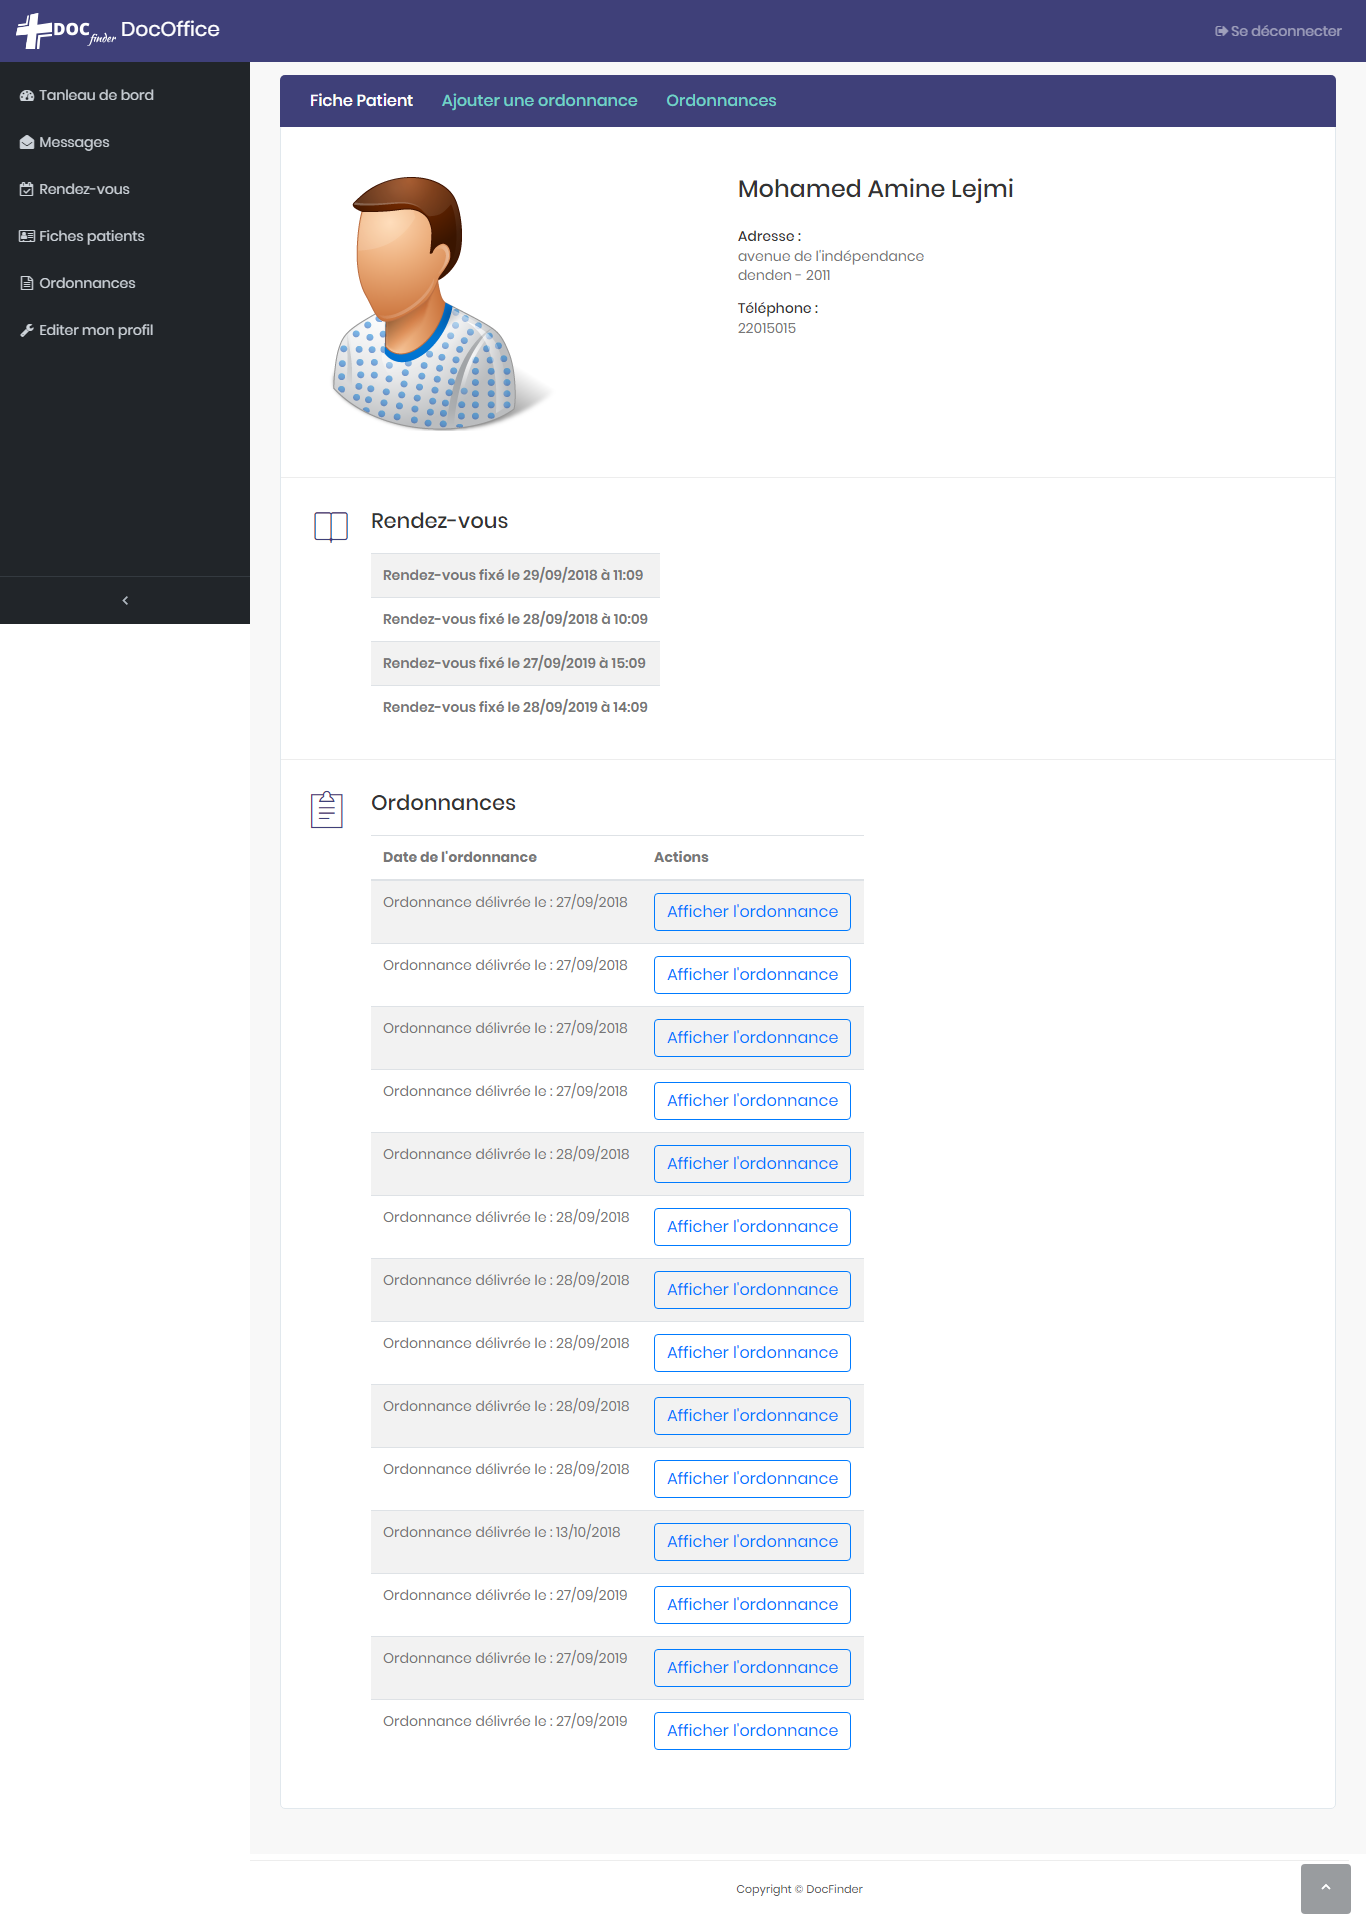 DOC finder DocOffice
Se déconnecter
Tanleau de bord
Messages
Rendez-vous
Fiches patients
Ordonnances
Editer mon profil
Fiche Patient Ajouter une ordonnance Ordonnances
Mohamed Amine Lejmi
Adresse :
avenue de l'indépendance
denden - 2011
Téléphone :
22015015
Rendez-vous
Rendez-vous fixé le 29/09/2018 à 11:09
Rendez-vous fixé le 28/09/2018 à 10:09
Rendez-vous fixé le 27/09/2019 à 15:09
Rendez-vous fixé le 28/09/2019 à 14:09
Ordonnances
Date de l'ordonnance Actions
Ordonnance délivrée le : 27/09/2018 Afficher l'ordonnance
Ordonnance délivrée le : 27/09/2018 Afficher l'ordonnance
Ordonnance délivrée le : 27/09/2018 Afficher l'ordonnance
Ordonnance délivrée le : 27/09/2018 Afficher l'ordonnance
Ordonnance délivrée le : 28/09/2018 Afficher l'ordonnance
Ordonnance délivrée le : 28/09/2018 Afficher l'ordonnance
Ordonnance délivrée le : 28/09/2018 Afficher l'ordonnance
Ordonnance délivrée le : 28/09/2018 Afficher l'ordonnance
Ordonnance délivrée le : 28/09/2018 Afficher l'ordonnance
Ordonnance délivrée le : 28/09/2018 Afficher l'ordonnance
Ordonnance délivrée le : 13/10/2018 Afficher l'ordonnance
Ordonnance délivrée le : 27/09/2019 Afficher l'ordonnance
Ordonnance délivrée le : 27/09/2019 Afficher l'ordonnance
Ordonnance délivrée le : 27/09/2019 Afficher l'ordonnance
Copyright © DocFinder